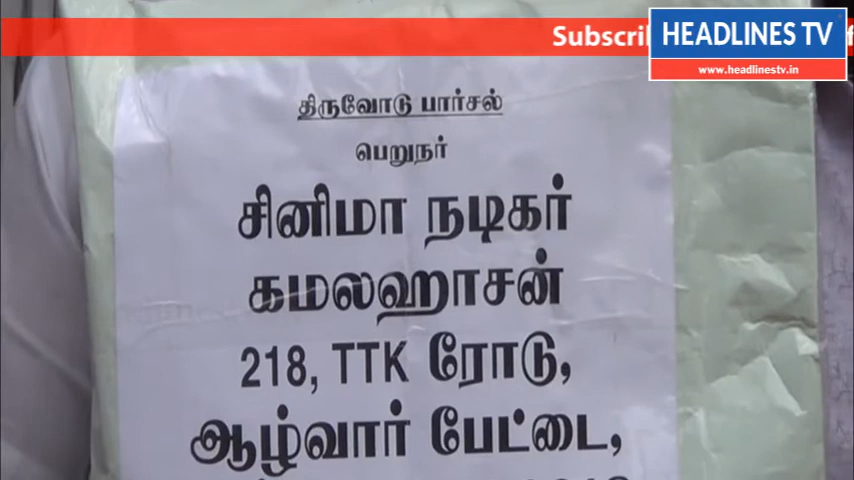 Subscri
HEADLINES TV
www.headlinestv.in
திருவோடு பார்சல்
பெறுநர்
சினிமா நடிகர்
கமலஹாசன்
218, TTK ரோடு,
ஆழ்வார் பேட்டை,